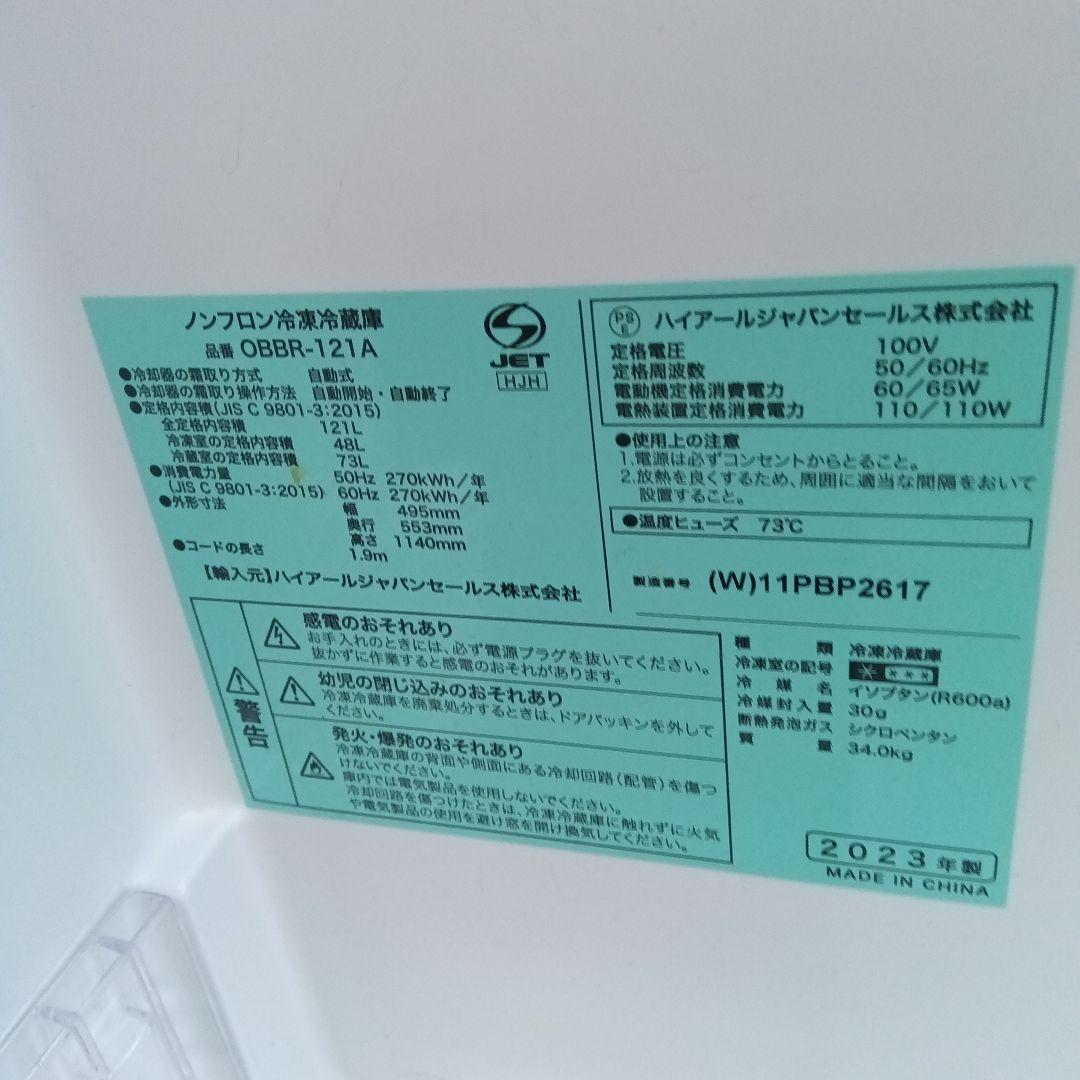 ノンフロン冷凍冷蔵庫
品番 OBBR-121A
JET
HJH
●冷却器の霜取り方式 自動式
●冷却器の霜取り操作方法 自動開始・自動終了
●定格内容積(JIS C 9801-3:2015)
全定格内容積 121L
冷凍室の定格内容積 48L
冷蔵室の定格内容積 73L
●消費電力量 50Hz 270kWh/年
(JIS C 9801-3:2015) 60Hz 270kWh/年
●外形寸法 幅 495mm
奥行 553mm
高さ 1140mm
●コードの長さ 1.9m
【輸入元】ハイアールジャパンセールス株式会社
PS E ハイアールジャパンセールス株式会社
定格電圧 100V
定格周波数 50/60Hz
電動機定格消費電力 60/65W
電熱装置定格消費電力 110/110W
●使用上の注意
1.電源は必ずコンセントからとること。
2.放熱を良くするため、周囲に適当な間隔をおいて
設置すること。
●温度ヒューズ 73℃
製造番号 (W)11PBP2617
警告
感電のおそれあり
お手入れのときには、必ず電源プラグを抜いてください。
抜かずに作業すると感電のおそれがあります。
幼児の閉じ込みのおそれあり
冷凍冷蔵庫を廃棄処分するときは、ドアパッキンを外して
ください。
発火・爆発のおそれあり
冷凍冷蔵庫の背面や側面にある冷却回路(配管)を傷つ
けないでください。
庫内では電気製品を使用しないでください。
冷却回路を傷つけたときは、冷凍冷蔵庫に触れずに火気
や電気製品の使用を避け窓を開け換気してください。
種類 冷凍冷蔵庫
冷凍室の記号 * ***
冷媒名 イソブタン(R600a)
冷媒封入量 30g
断熱発泡ガス シクロペンタン
質量 34.0kg
2023年製
MADE IN CHINA